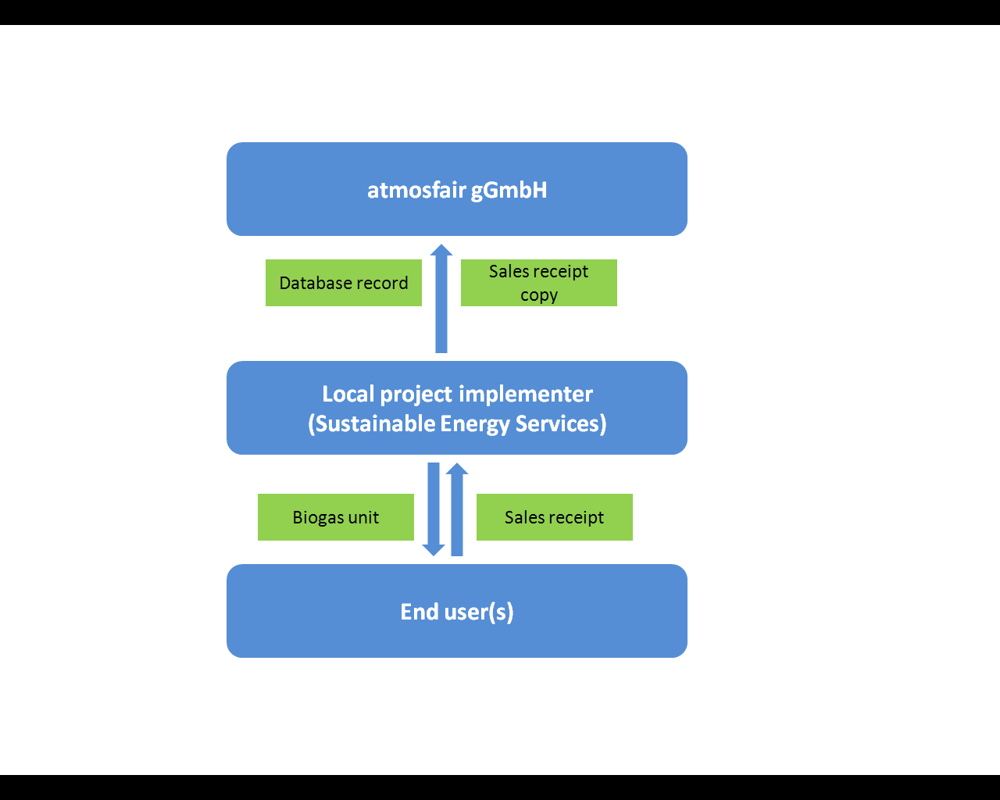 atmosfair gGmbH
Database record
Sales receipt
copy
Local project implementer
(Sustainable Energy Services)
Biogas unit
Sales receipt
End user(s)